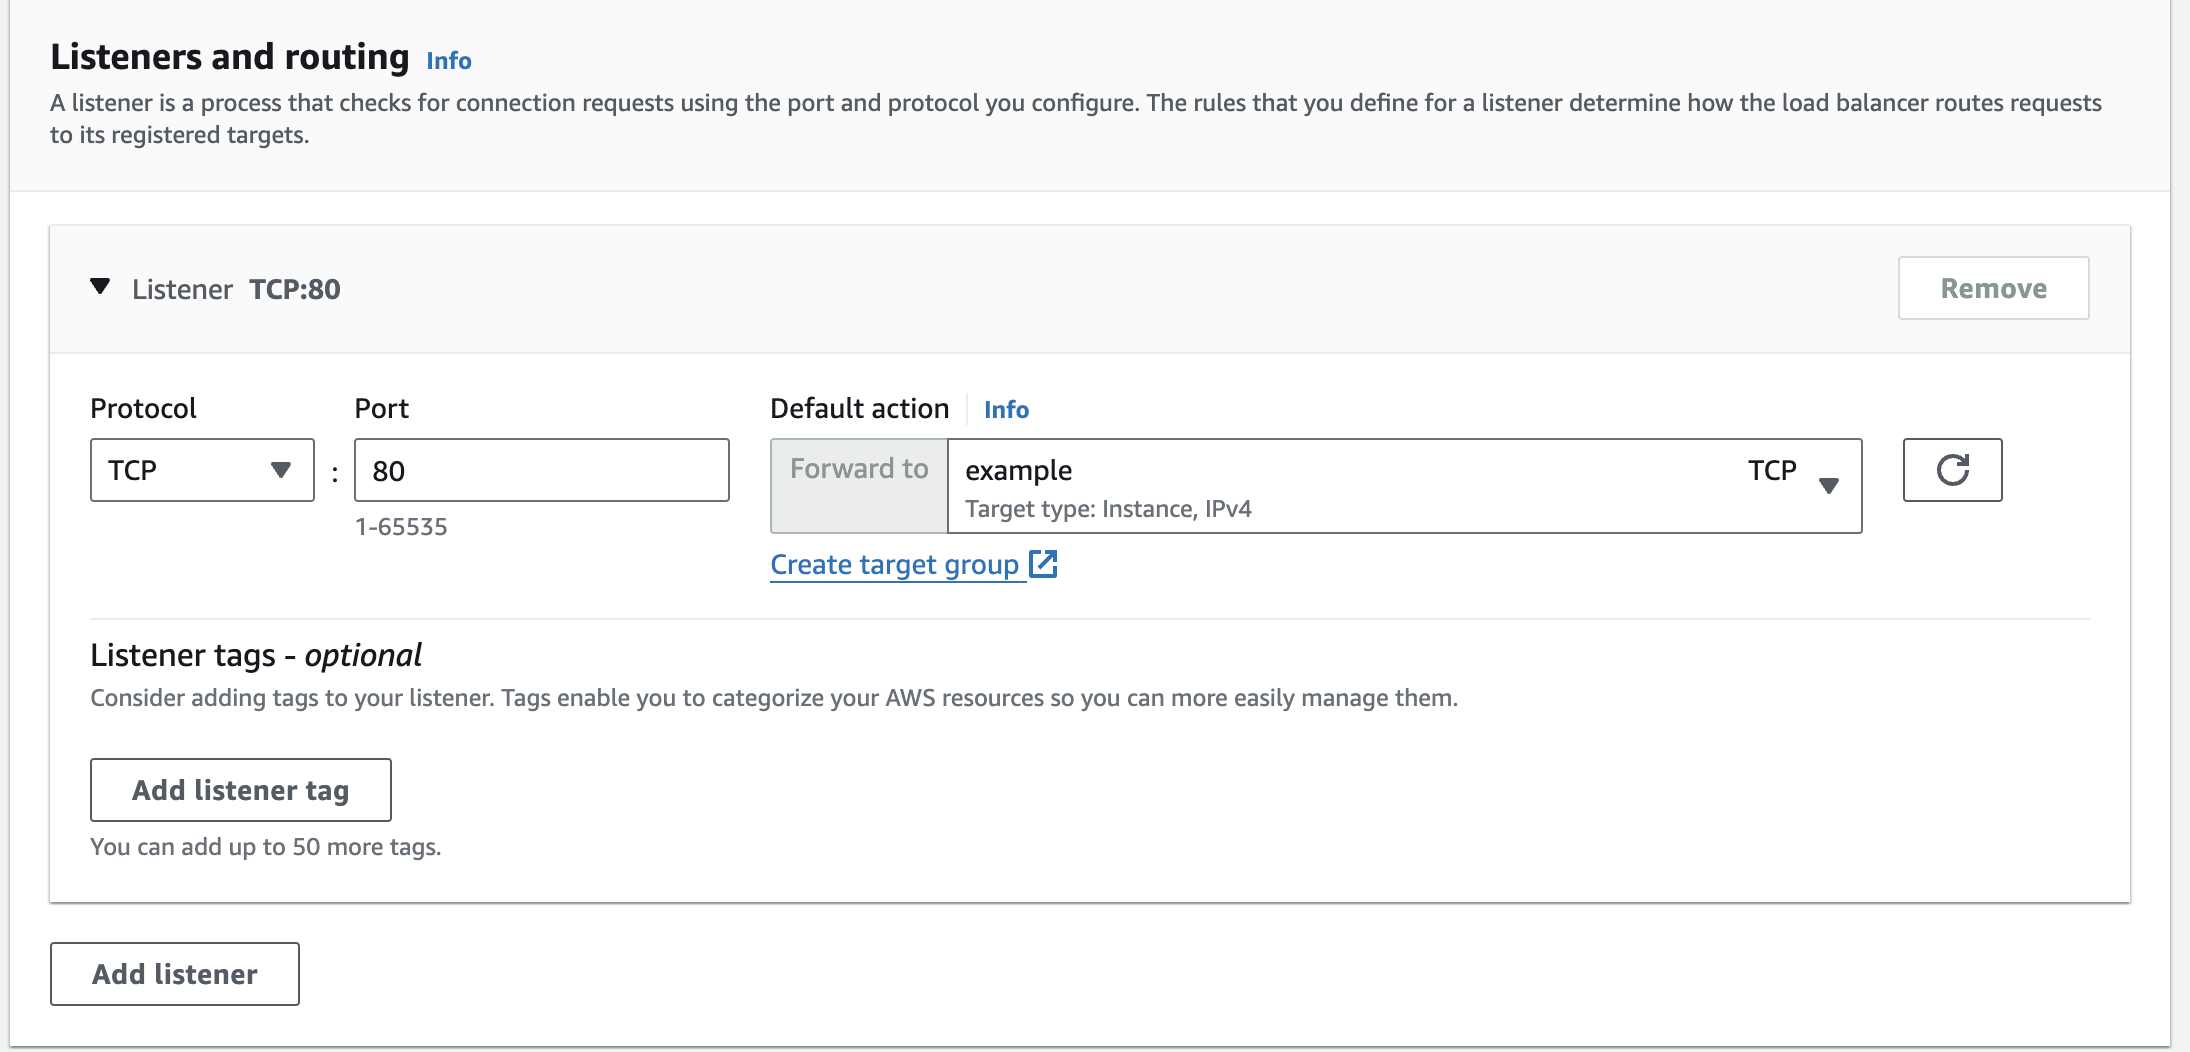 Listeners and routing Info
A listener is a process that checks for connection requests using the port and protocol you configure. The rules that you define for a listener determine how the load balancer routes requests
to its registered targets.
Listener TCP:80
Remove
Protocol
Port
Default action Info
TCP
:
80
Forward to
example
TCP
Target type: Instance, IPv4
1-65535
Create target group
Listener tags - optional
Consider adding tags to your listener. Tags enable you to categorize your AWS resources so you can more easily manage them.
Add listener tag
You can add up to 50 more tags.
Add listener